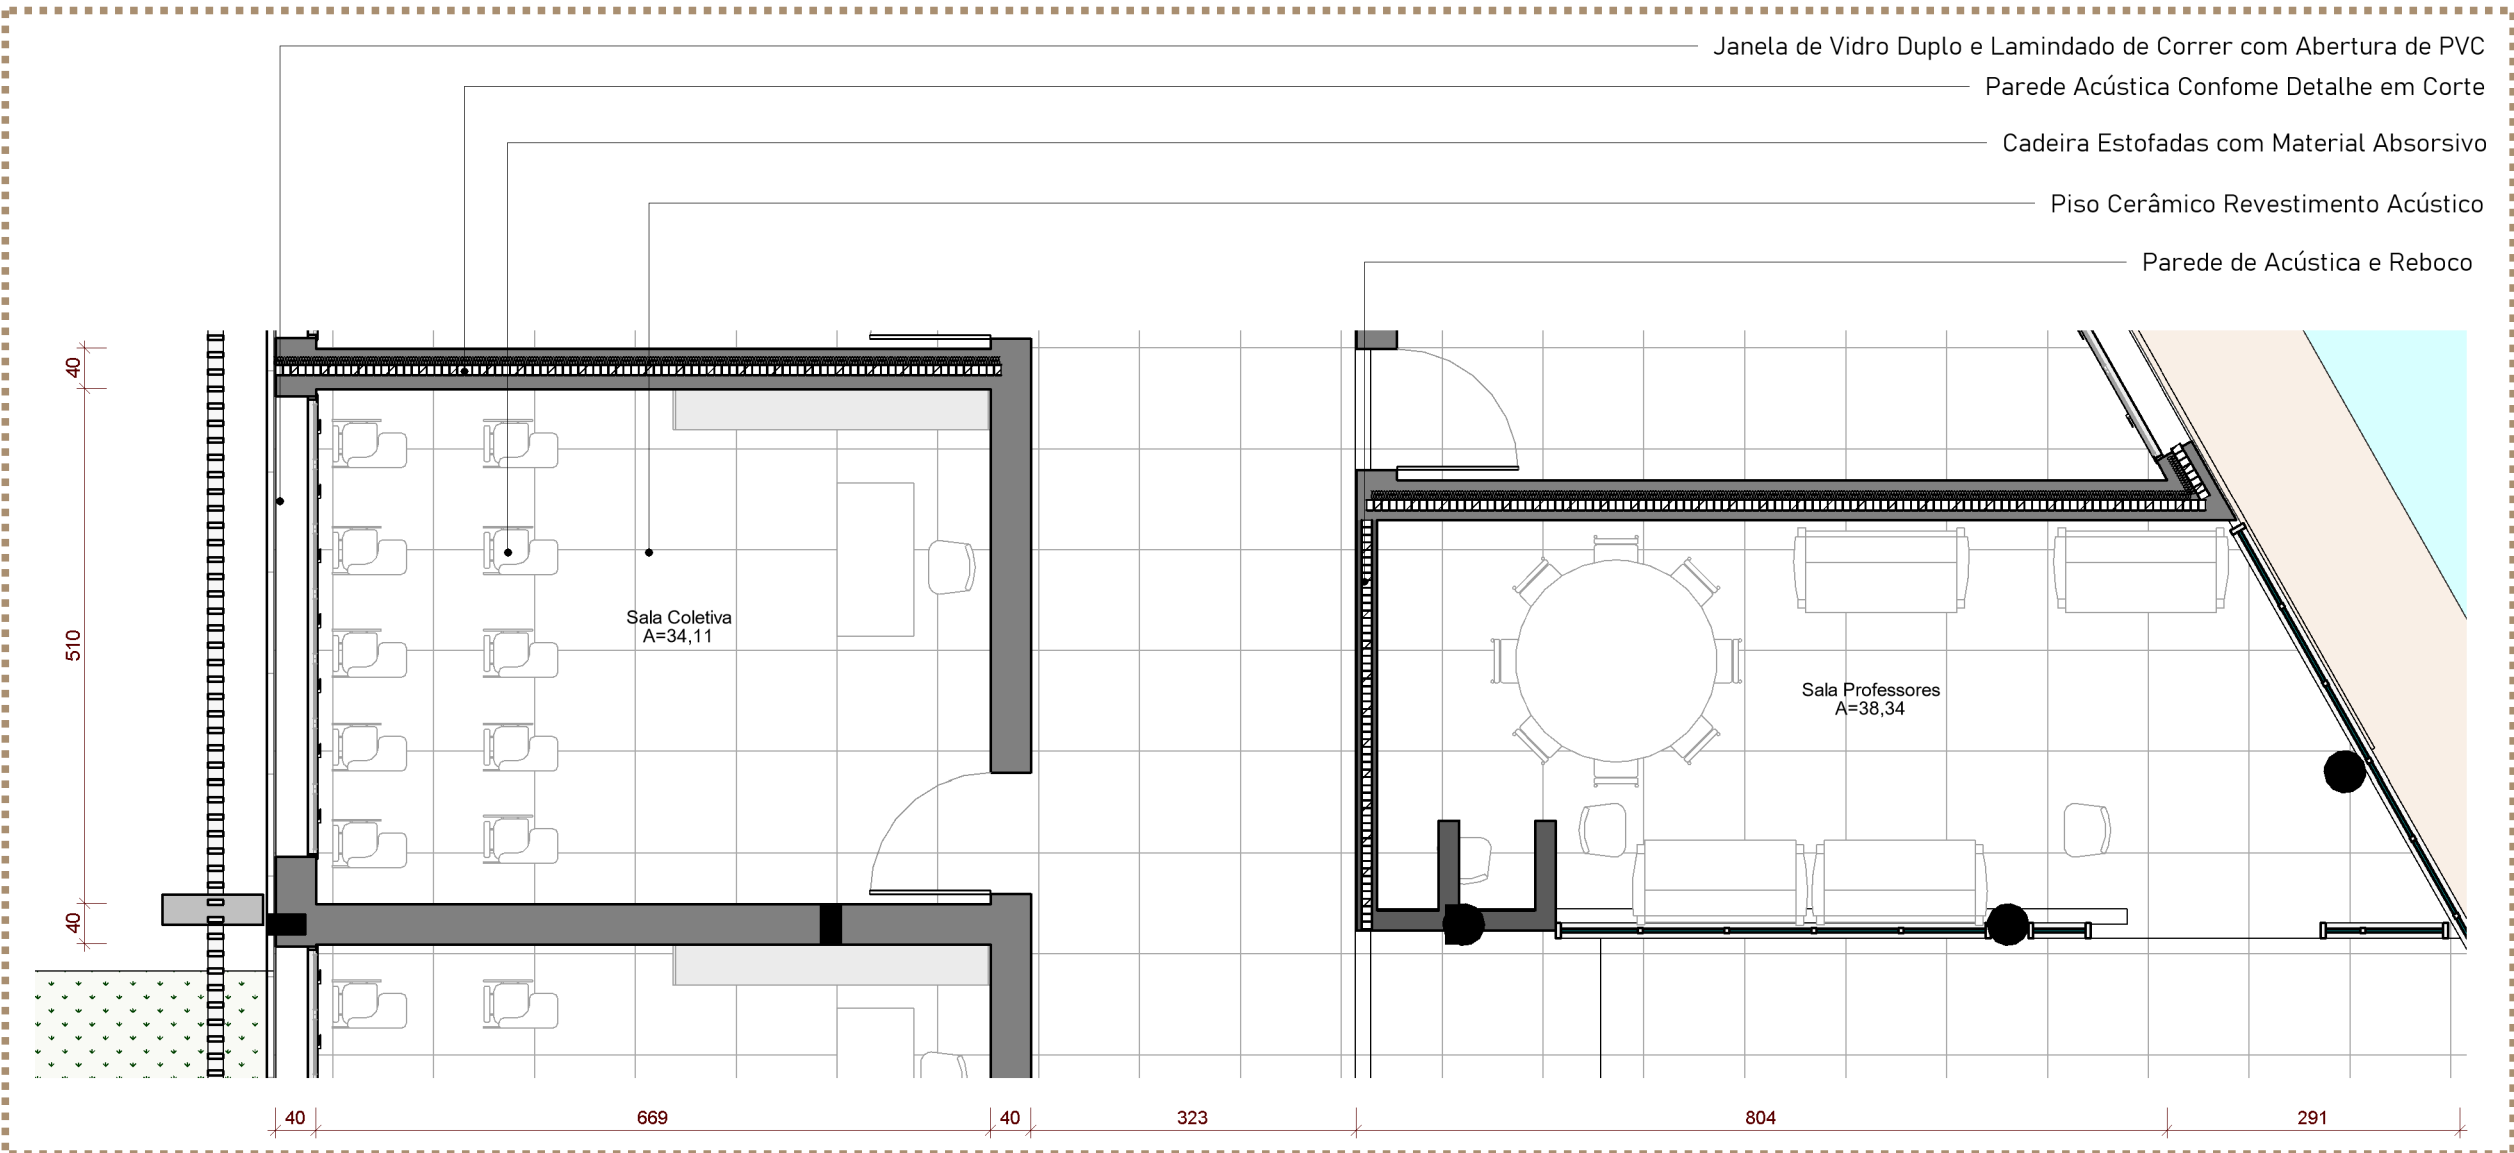 Janela de Vidro Duplo e Lamindado de Correr com Abertura de PVC
Parede Acústica Confome Detalhe em Corte
Cadeira Estofadas com Material Absorsivo
Piso Cerâmico Revestimento Acústico
Parede de Acústica e Reboco
40
510
40
Sala Coletiva
A=34,11
Sala Professores
A=38,34
40
669
40
323
804
291